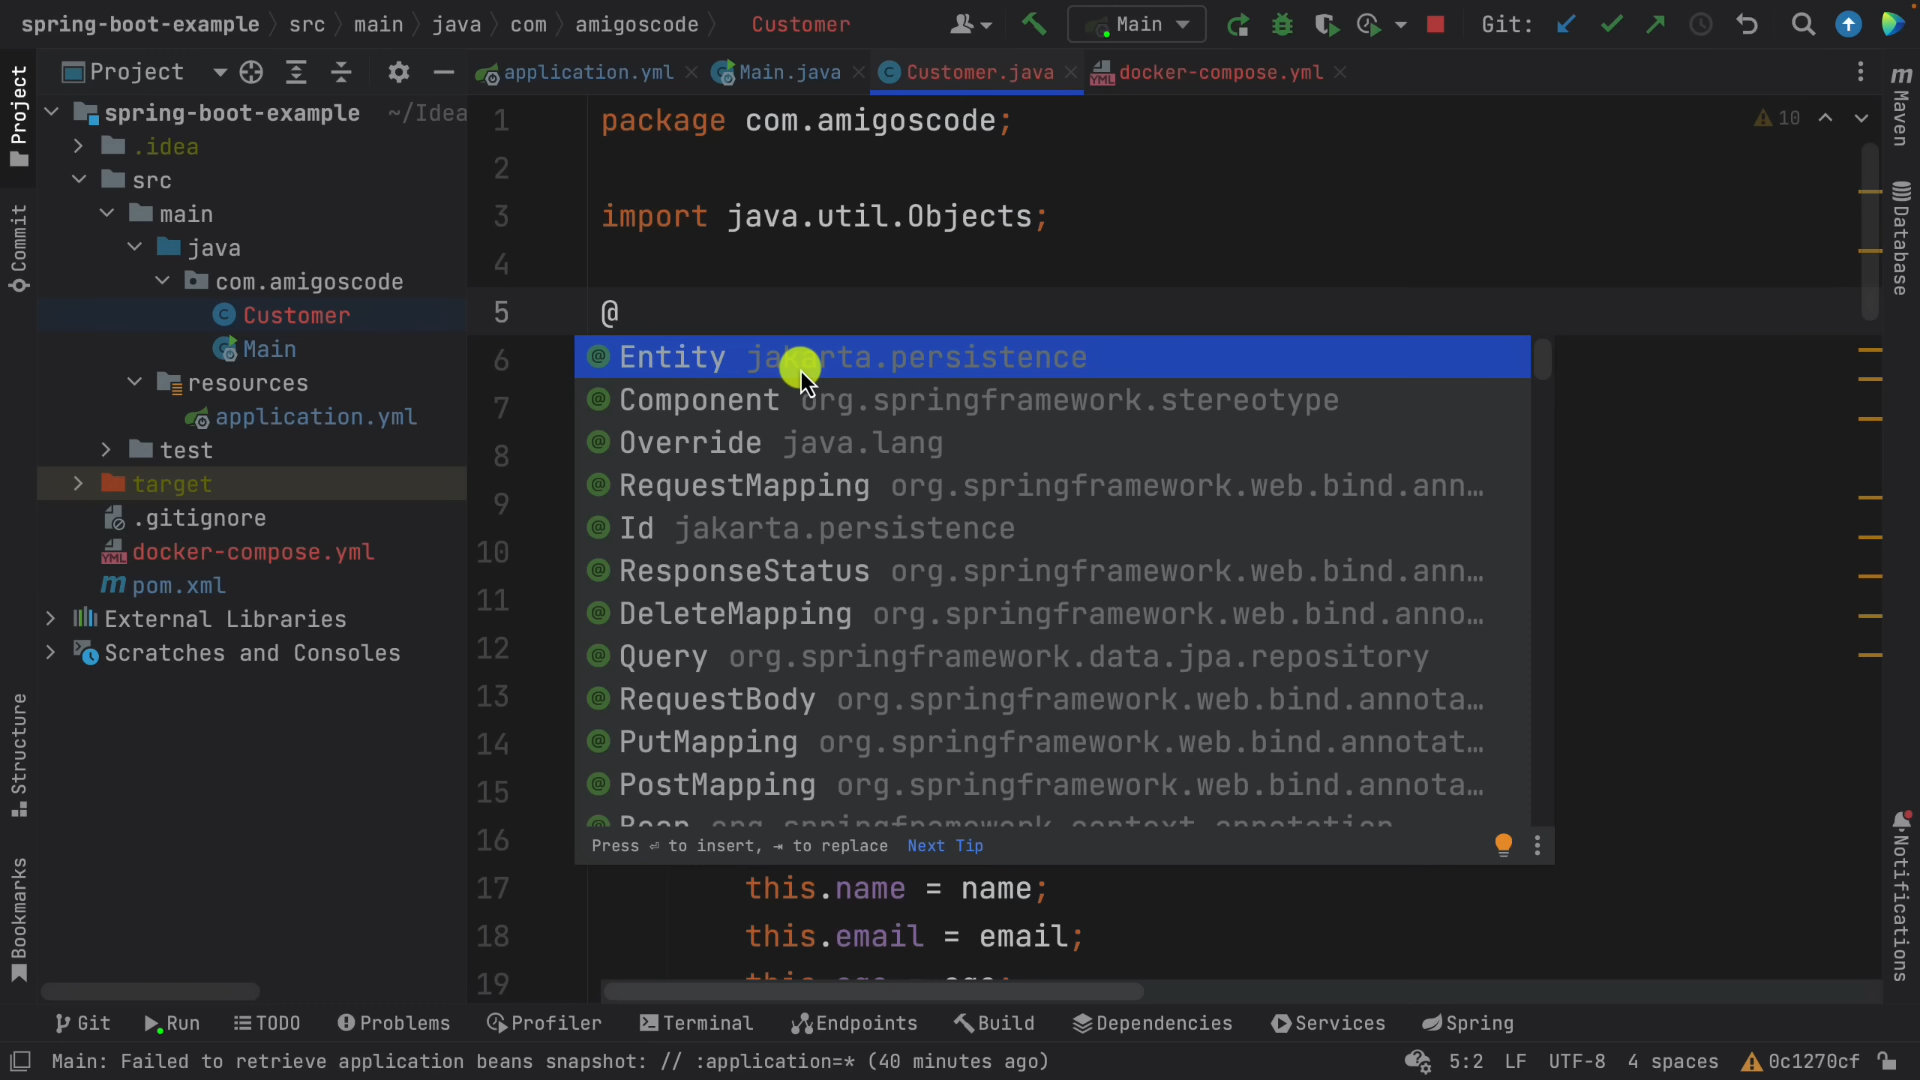 spring-boot-example src main java com amigoscode Customer Main Git:
Project application.yml Main.java Customer.java docker-compose.yml
Project
Commit
Structure
Bookmarks
spring-boot-example ~/Idea
.idea
src
main
java
com.amigoscode
Customer
Main
resources
application.yml
test
target
.gitignore
docker-compose.yml
pom.xml
External Libraries
Scratches and Consoles
1 package com.amigoscode;
10
2
3 import java.util.Objects;
4
5 @
6
7
8
9
10
11
12
13
14
15
16
Entity jakarta.persistence
Component org.springframework.stereotype
Override java.lang
RequestMapping org.springframework.web.bind.ann…
Id jakarta.persistence
ResponseStatus org.springframework.web.bind.ann…
DeleteMapping org.springframework.web.bind.anno…
Query org.springframework.data.jpa.repository
RequestBody org.springframework.web.bind.annota…
PutMapping org.springframework.web.bind.annotat…
PostMapping org.springframework.web.bind.annota…
Bean org.springframework.context.annotation
Press ⏎ to insert, ⇥ to replace Next Tip
17 this.name = name;
18 this.email = email;
19 this.age = age;
Maven
Database
Notifications
Git Run TODO Problems Profiler Terminal Endpoints Build Dependencies Services Spring
Main: Failed to retrieve application beans snapshot: // :application=* (40 minutes ago) 5:2 LF UTF-8 4 spaces 0c1270cf